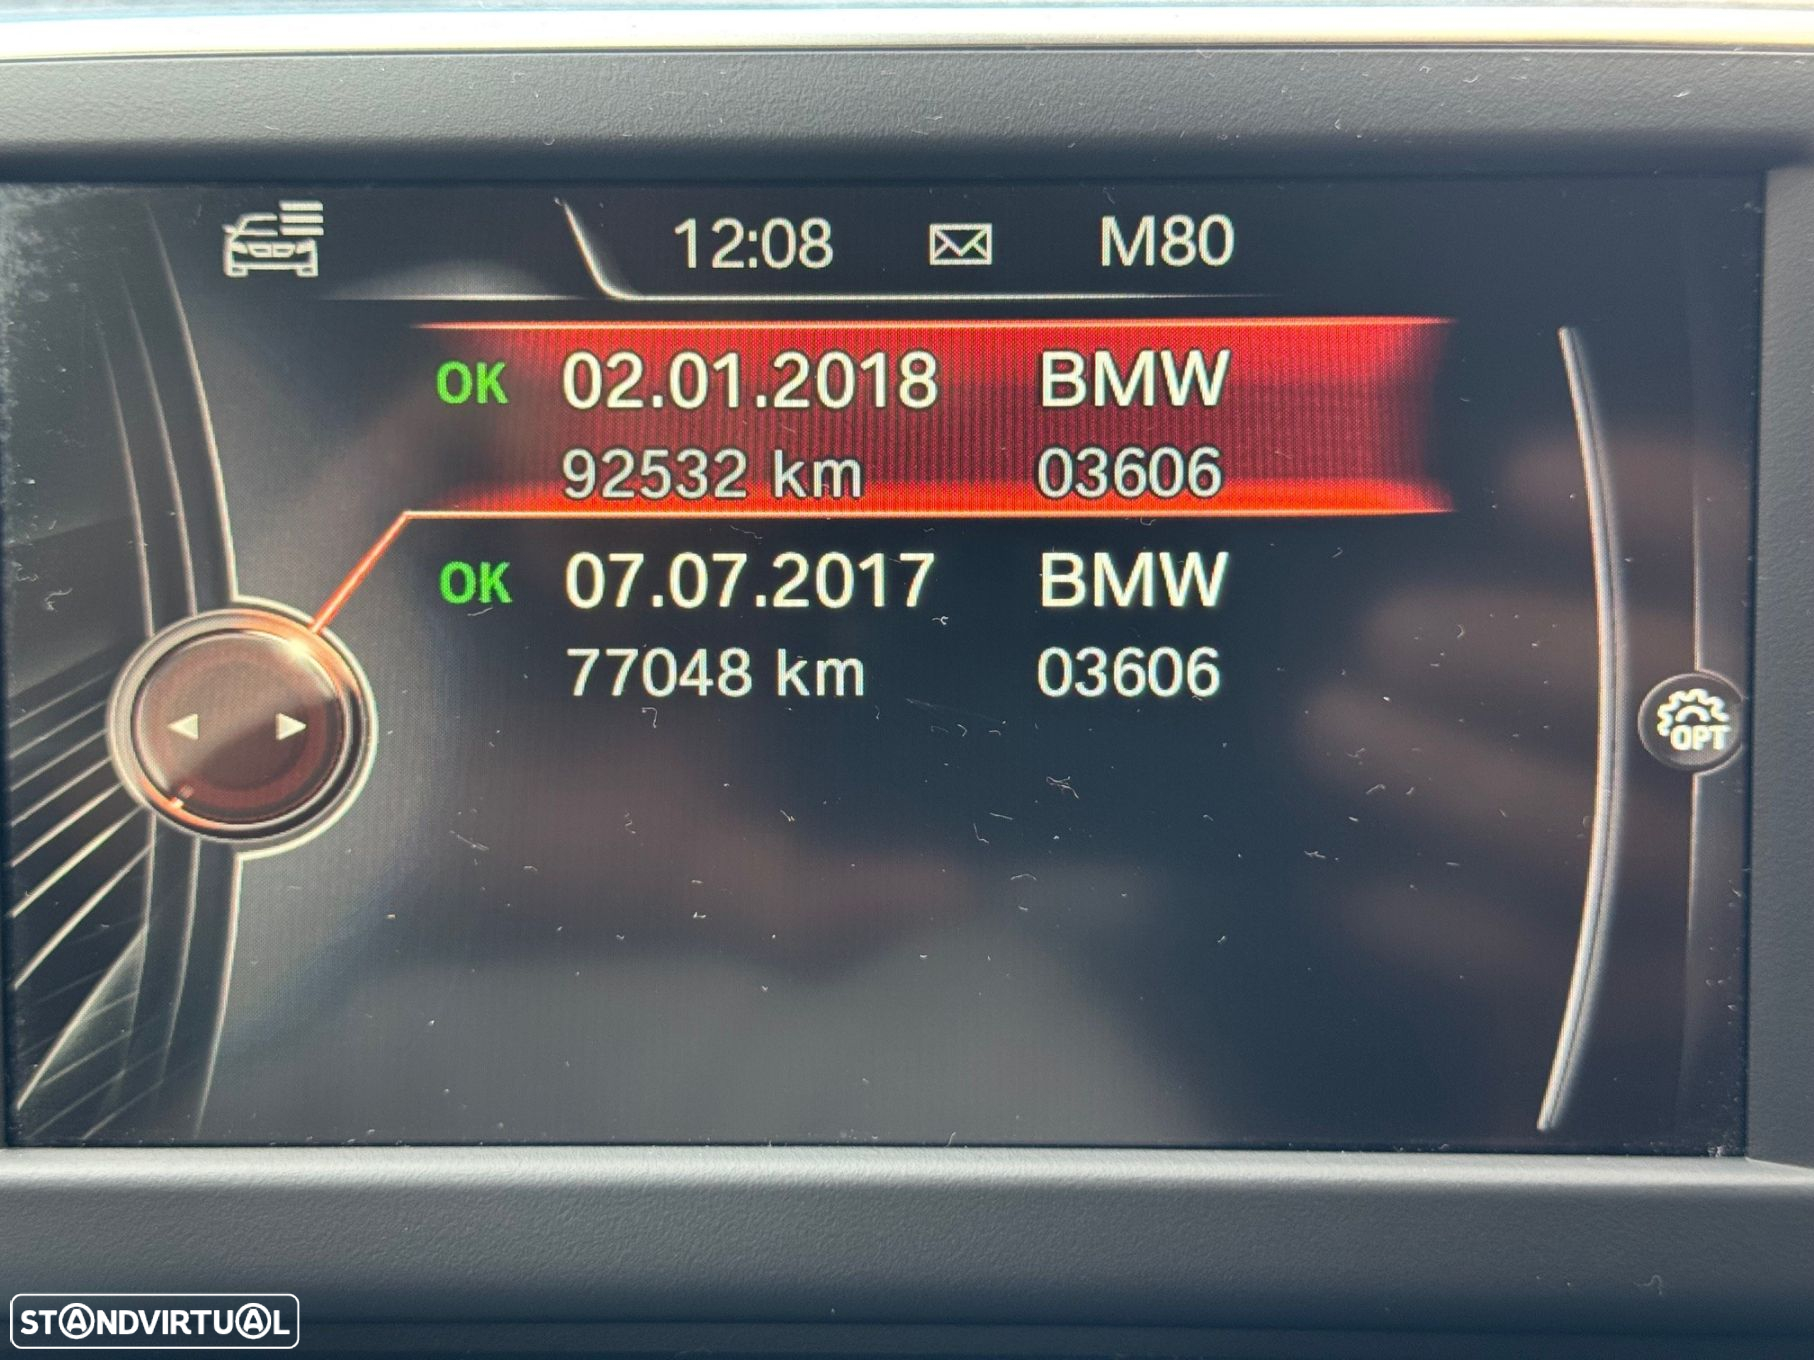 12:08 M80
OK 02.01.2018 BMW
92532 km 03606
OK 07.07.2017 BMW
77048 km 03606
OPT
STANDVIRTUAL